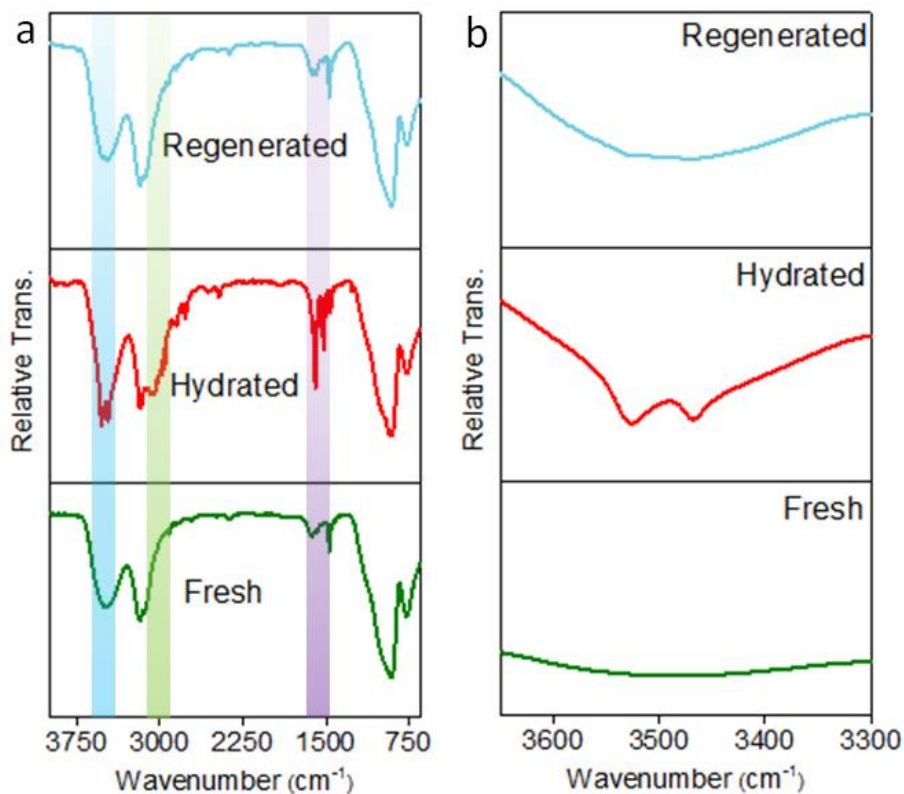 a
Regenerated
Hydrated
Fresh
Relative Trans.
3750 3000 2250 1500 750
Wavenumber (cm⁻¹)
b
Regenerated
Hydrated
Fresh
Relative Trans.
3600 3500 3400 3300
Wavenumber (cm⁻¹)